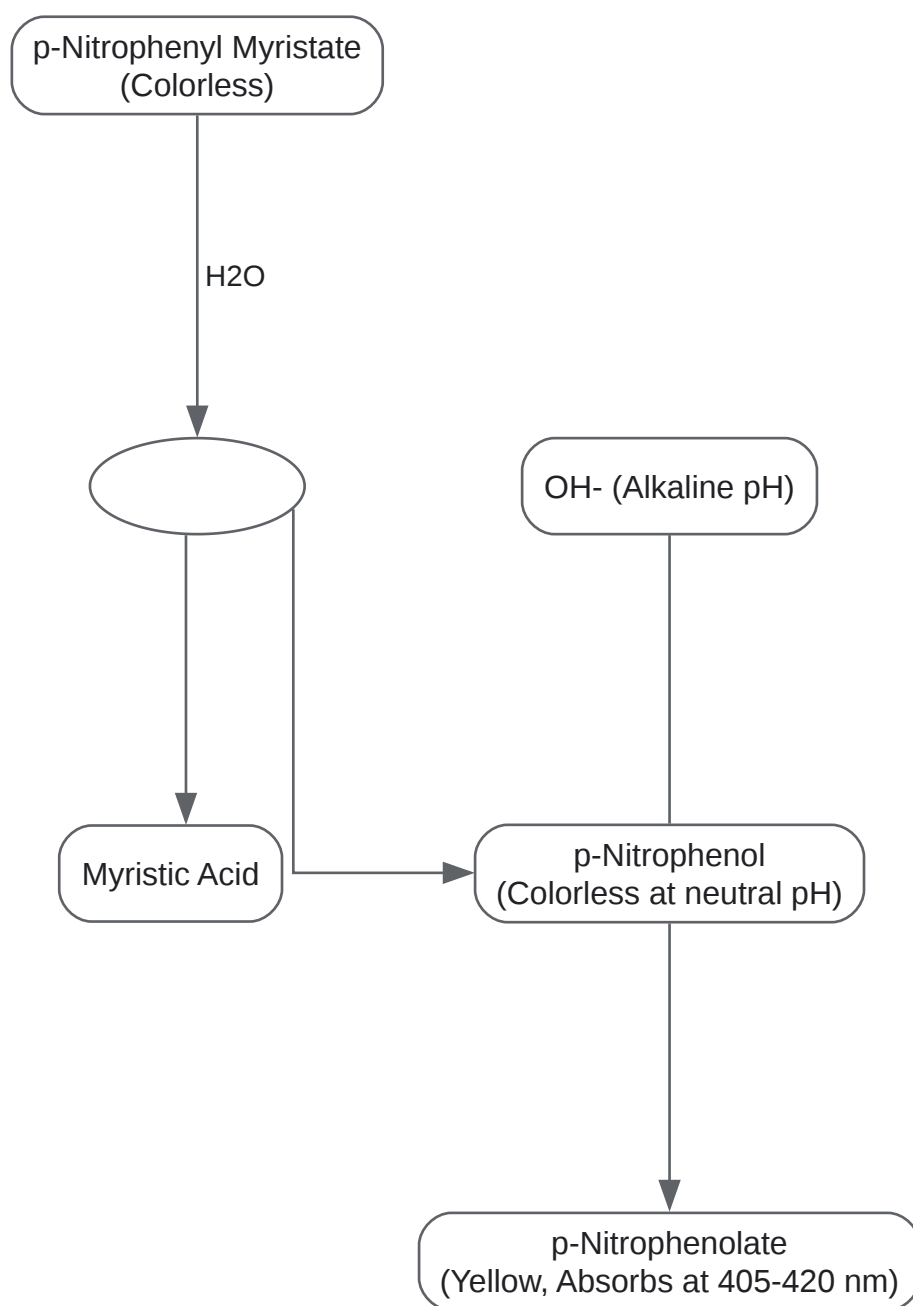 p-Nitrophenyl Myristate
(Colorless)
H2O
OH- (Alkaline pH)
Myristic Acid
p-Nitrophenol
(Colorless at neutral pH)
p-Nitrophenolate
(Yellow, Absorbs at 405-420 nm)